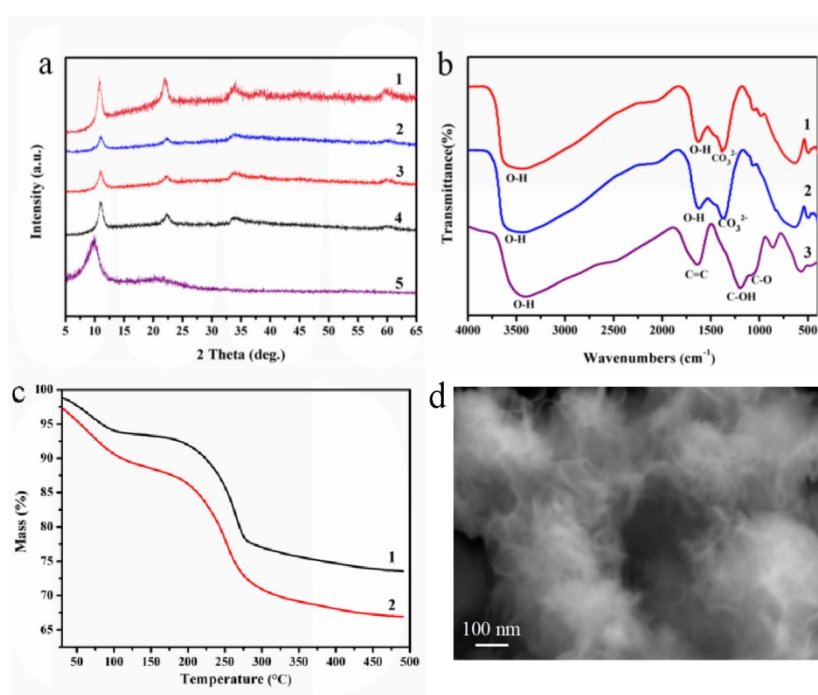 a
Intensity (a.u.)
1
2
3
4
5
5 10 15 20 25 30 35 40 45 50 55 60 65
2 Theta (deg.)
b
Transmittance(%)
O-H
O-H
CO₃²⁻
1
O-H
O-H
CO₃²⁻
2
O-H
C=C
C-OH
C-O
3
4000 3500 3000 2500 2000 1500 1000 500
Wavenumbers (cm⁻¹)
c
Mass (%)
100
95
90
85
80
75
70
65
1
2
50 100 150 200 250 300 350 400 450 500
Temperature (°C)
d
100 nm